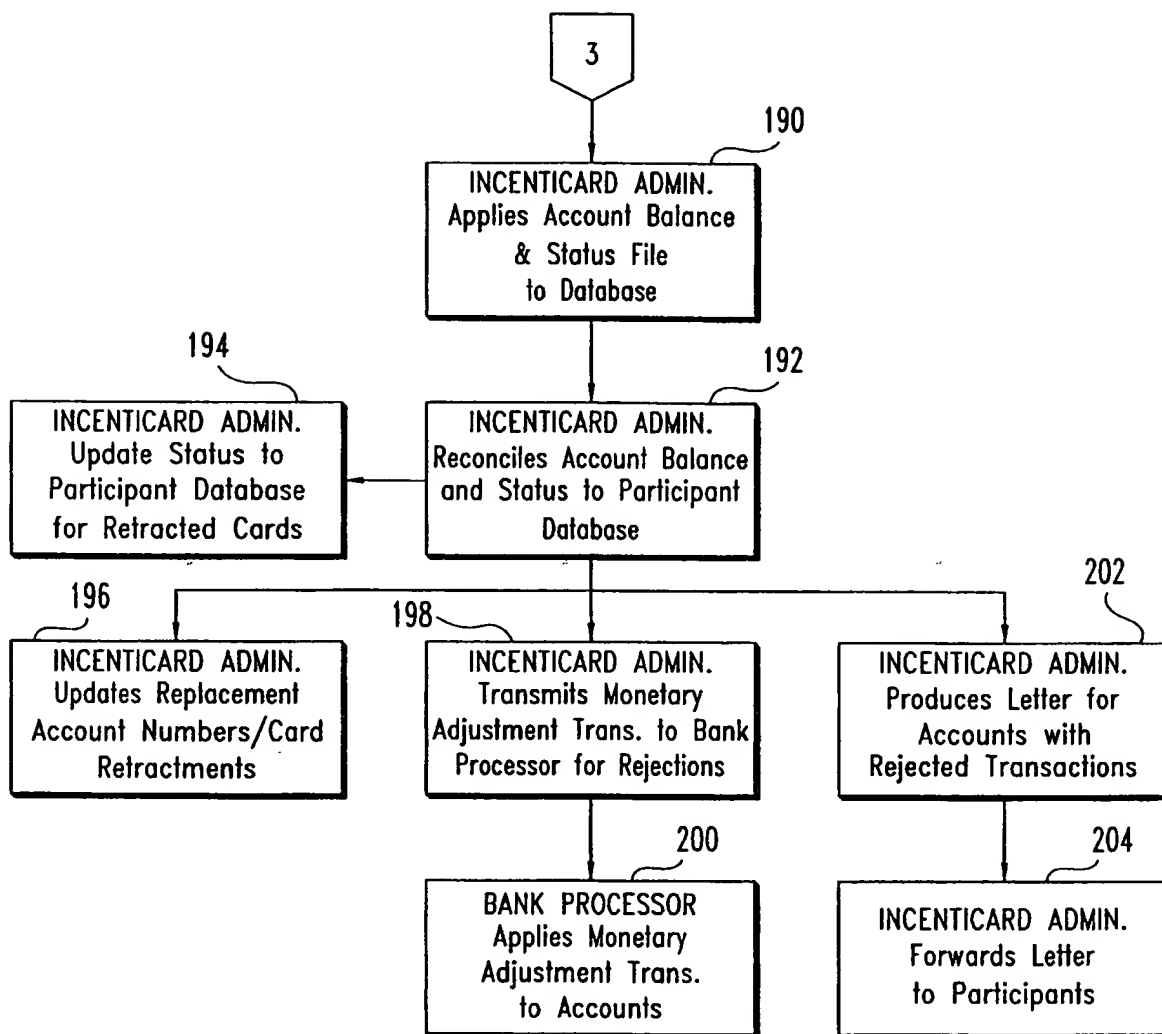 3
190
INCENTICARD ADMIN.
Applies Account Balance
& Status File
to Database
194
INCENTICARD ADMIN.
Update Status to
Participant Database
for Retracted Cards
192
INCENTICARD ADMIN.
Reconciles Account Balance
and Status to Participant
Database
196
INCENTICARD ADMIN.
Updates Replacement
Account Numbers/Card
Retractments
198
INCENTICARD ADMIN.
Transmits Monetary
Adjustment Trans. to Bank
Processor for Rejections
202
INCENTICARD ADMIN.
Produces Letter for
Accounts with
Rejected Transactions
200
BANK PROCESSOR
Applies Monetary
Adjustment Trans.
to Accounts
204
INCENTICARD ADMIN.
Forwards Letter
to Participants